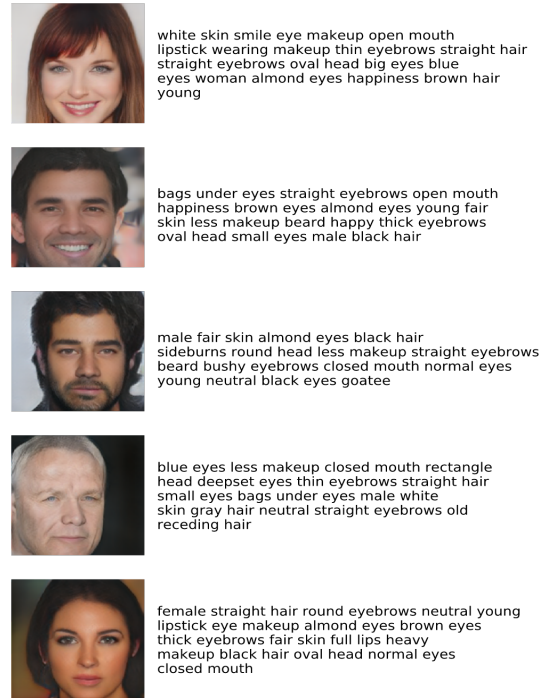 white skin smile eye makeup open mouth
lipstick wearing makeup thin eyebrows straight hair
straight eyebrows oval head big eyes blue
eyes woman almond eyes happiness brown hair
young
bags under eyes straight eyebrows open mouth
happiness brown eyes almond eyes young fair
skin less makeup beard happy thick eyebrows
oval head small eyes male black hair
male fair skin almond eyes black hair
sideburns round head less makeup straight eyebrows
beard bushy eyebrows closed mouth normal eyes
young neutral black eyes goatee
blue eyes less makeup closed mouth rectangle
head deepset eyes thin eyebrows straight hair
small eyes bags under eyes male white
skin gray hair neutral straight eyebrows old
receding hair
female straight hair round eyebrows neutral young
lipstick eye makeup almond eyes brown eyes
thick eyebrows fair skin full lips heavy
makeup black hair oval head normal eyes
closed mouth